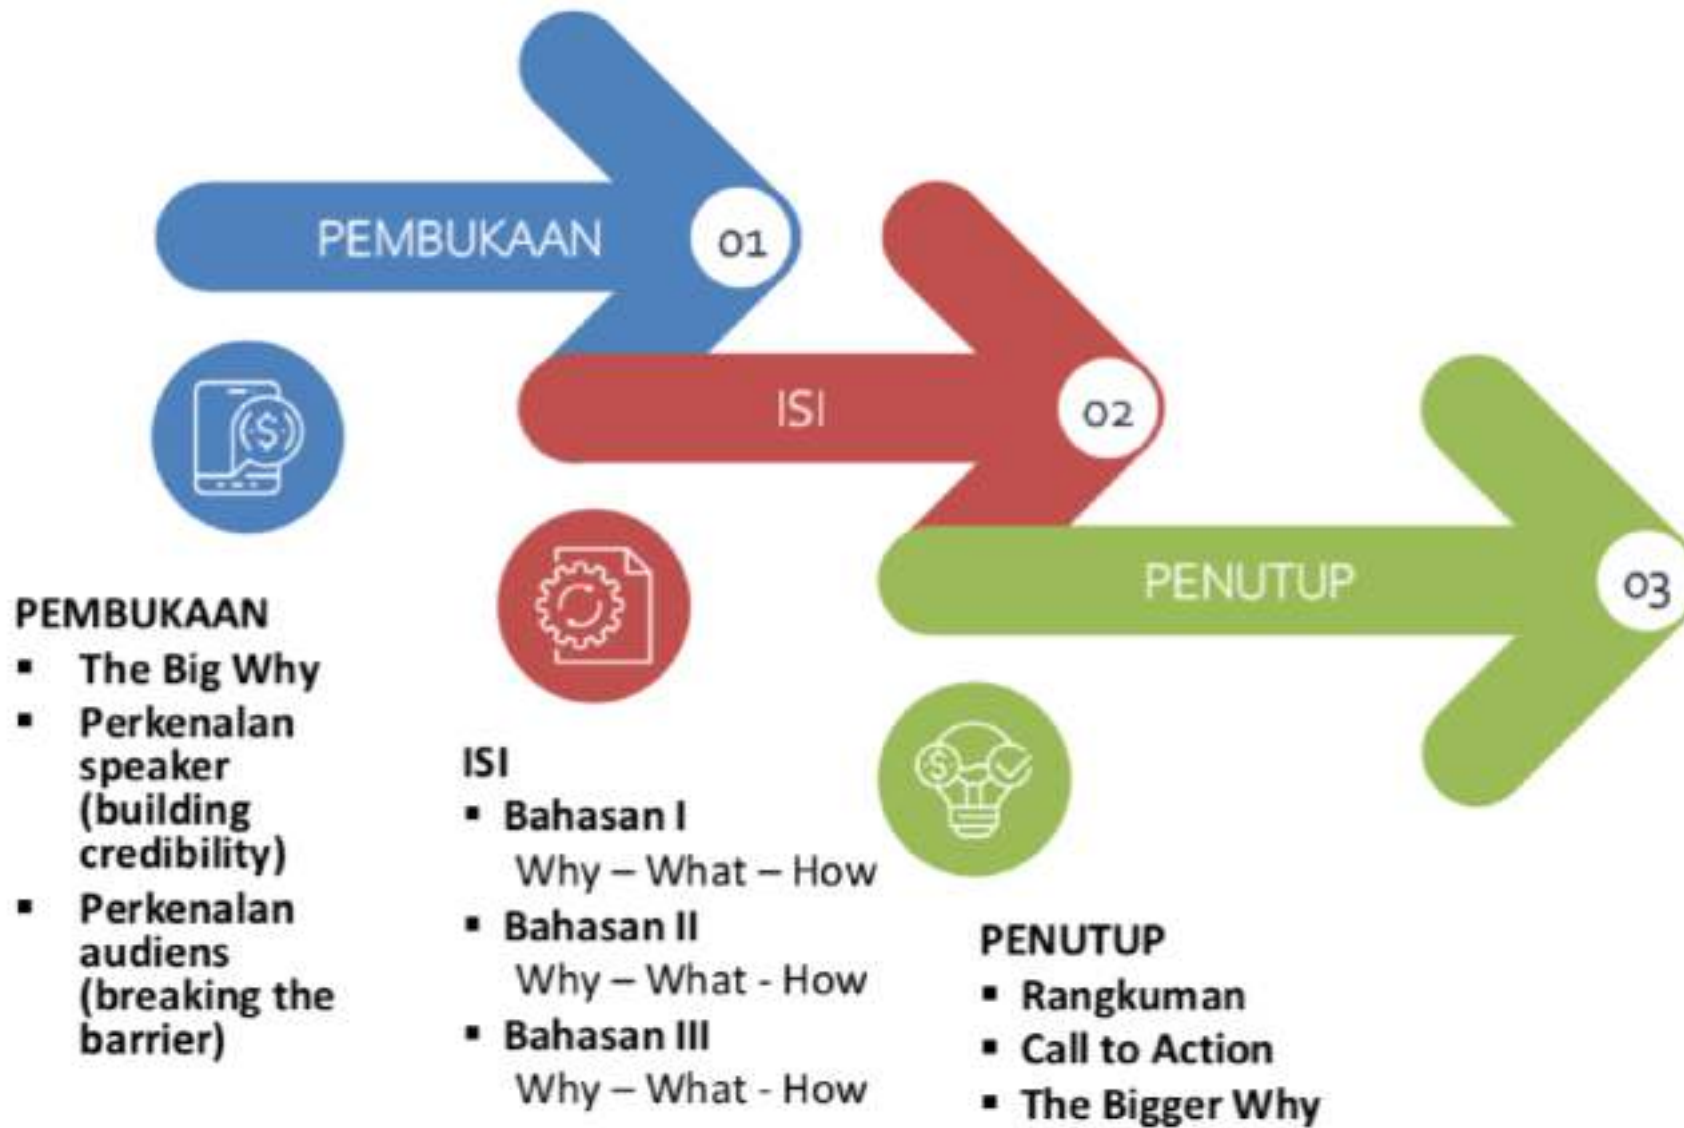 PEMBUKAAN
01
ISI
02
PENUTUP
03
$
PEMBUKAAN
▪ The Big Why
▪ Perkenalan
speaker
(building
credibility)
▪ Perkenalan
audiens
(breaking the
barrier)
ISI
▪ Bahasan I
Why – What – How
▪ Bahasan II
Why – What - How
▪ Bahasan III
Why – What - How
$
PENUTUP
▪ Rangkuman
▪ Call to Action
▪ The Bigger Why